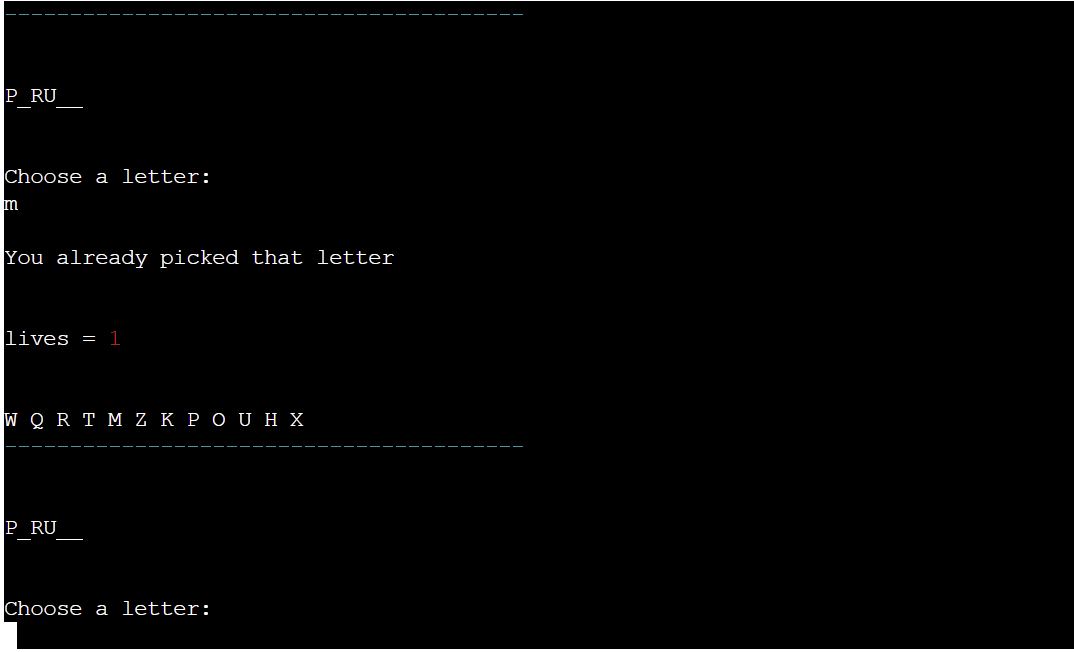 ----------------------------------------
P_RU__
Choose a letter:
m
You already picked that letter
lives = 1
W Q R T M Z K P O U H X
----------------------------------------
P_RU__
Choose a letter: